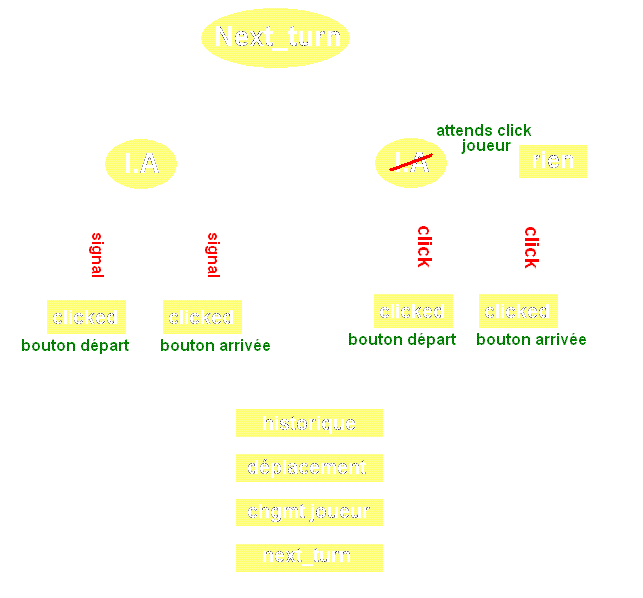 Next_turn
I.A
I.A
attends click
joueur
rien
signal
signal
click
click
clicked
clicked
clicked
clicked
bouton départ
bouton arrivée
bouton départ
bouton arrivée
historique
déplacement
chgmt joueur
next_turn